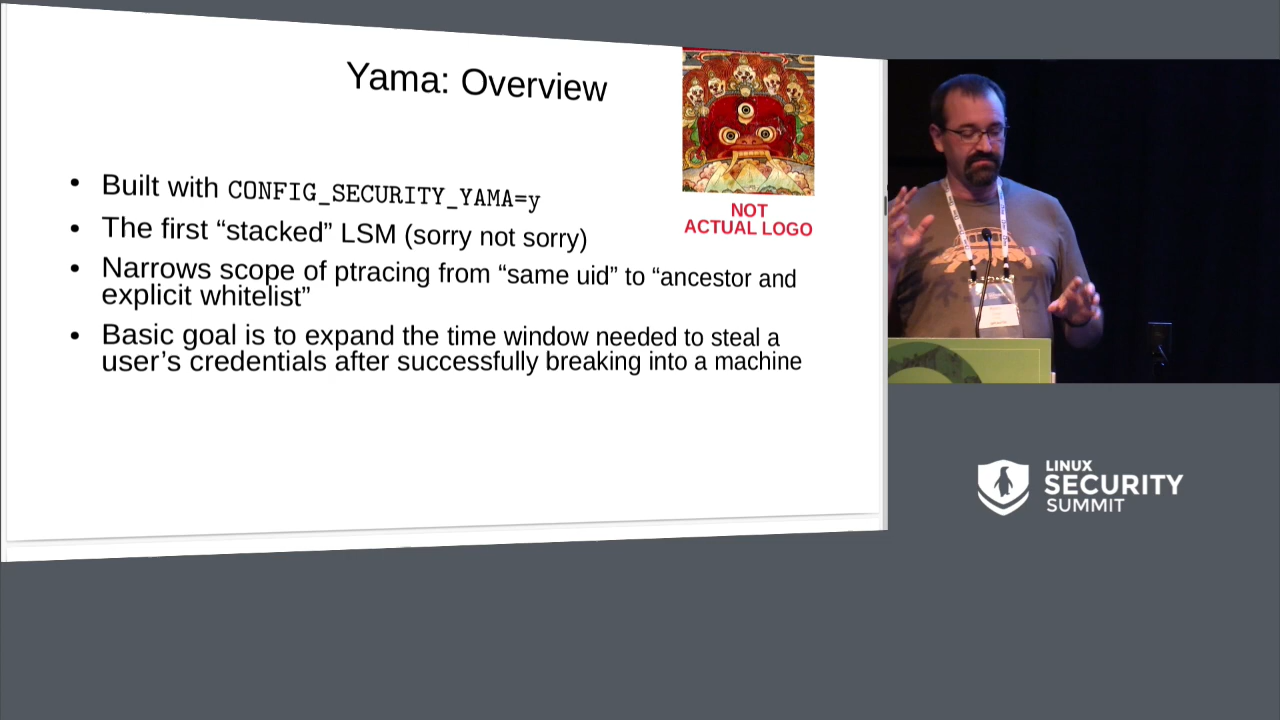 Yama: Overview
NOT
ACTUAL LOGO
• Built with CONFIG_SECURITY_YAMA=y
• The first “stacked” LSM (sorry not sorry)
• Narrows scope of ptracing from “same uid” to “ancestor and
explicit whitelist”
• Basic goal is to expand the time window needed to steal a
user’s credentials after successfully breaking into a machine
LINUX
SECURITY
SUMMIT